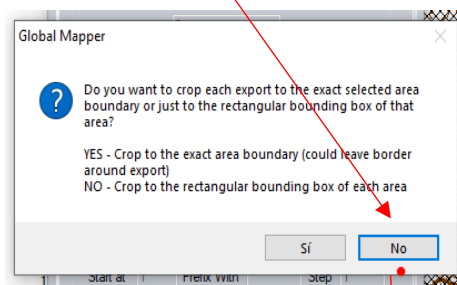 Global Mapper
Do you want to crop each export to the exact selected area
boundary or just to the rectangular bounding box of that
area?
YES - Crop to the exact area boundary (could leave border
around export)
NO - Crop to the rectangular bounding box of each area
Sí No
Start at 1 Prefix With Step 1